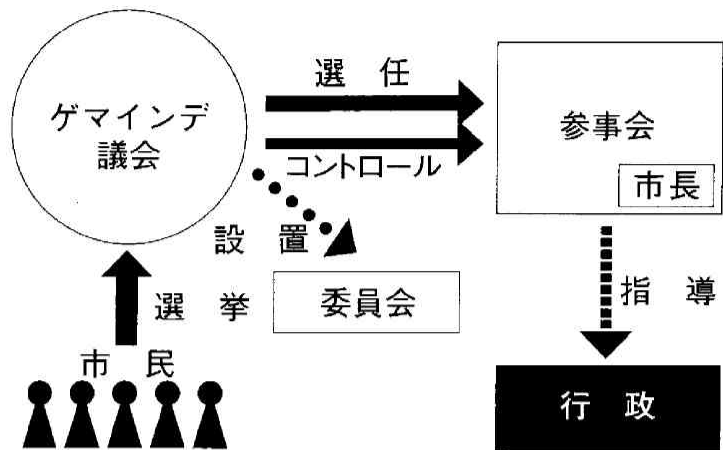 選 任
ゲマインデ
議会
参事会
コントロール
市長
設 置
選 挙
委員会
指 導
市 民
行 政